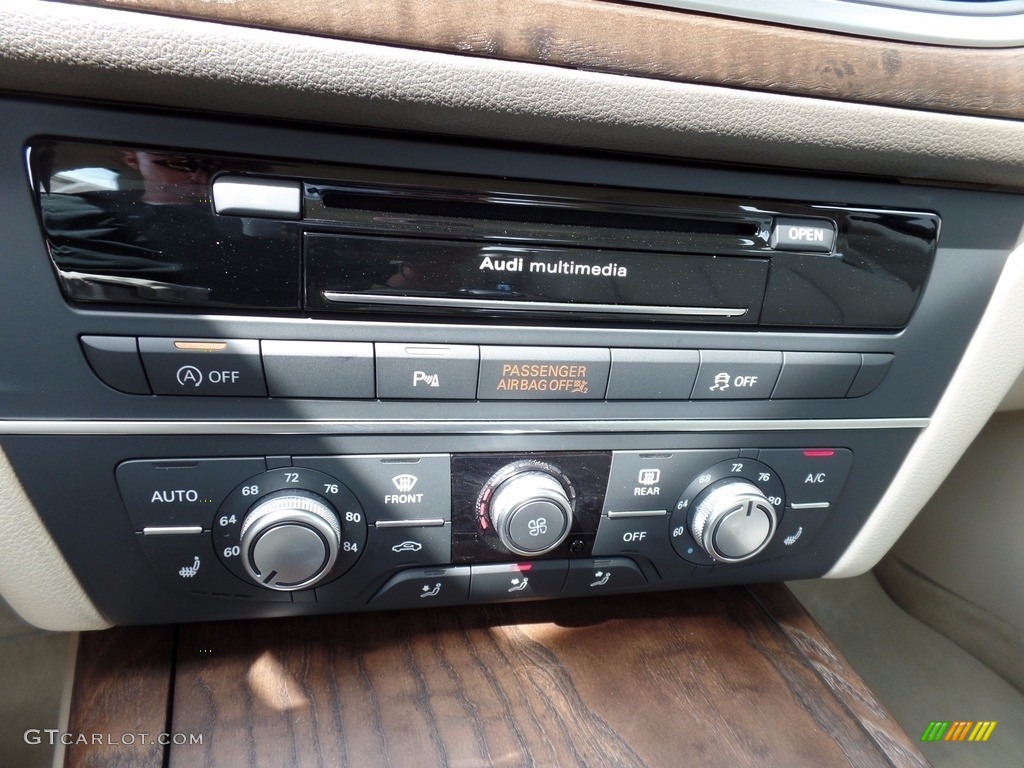 OPEN
Audi multimedia
A OFF
P
PASSENGER
AIRBAG OFF
OFF
AUTO
60 64 68 72 76 80 84
FRONT
REAR
OFF
60 64 68 72 76 80
A/C
GTCARLOT.COM